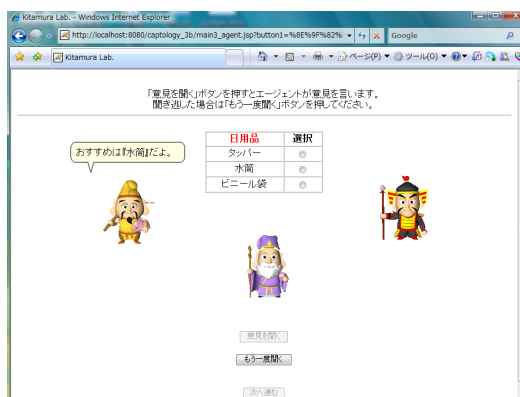 Kitamura Lab. - Windows Internet Explorer
http://localhost:8080/captology_3b/main3_agent.jsp?button1=%8E%9F%82%
Google
Kitamura Lab.
ページ(P)
ツール(O)
「意見を聞く」ボタンを押すとエージェントが意見を言います。
聞き逃した場合は「もう一度聞く」ボタンを押してください。
おすすめは『水筒』だよ。
日用品 選択
タッパー
水筒
ビニール袋
意見を聞く
もう一度聞く
次へ進む